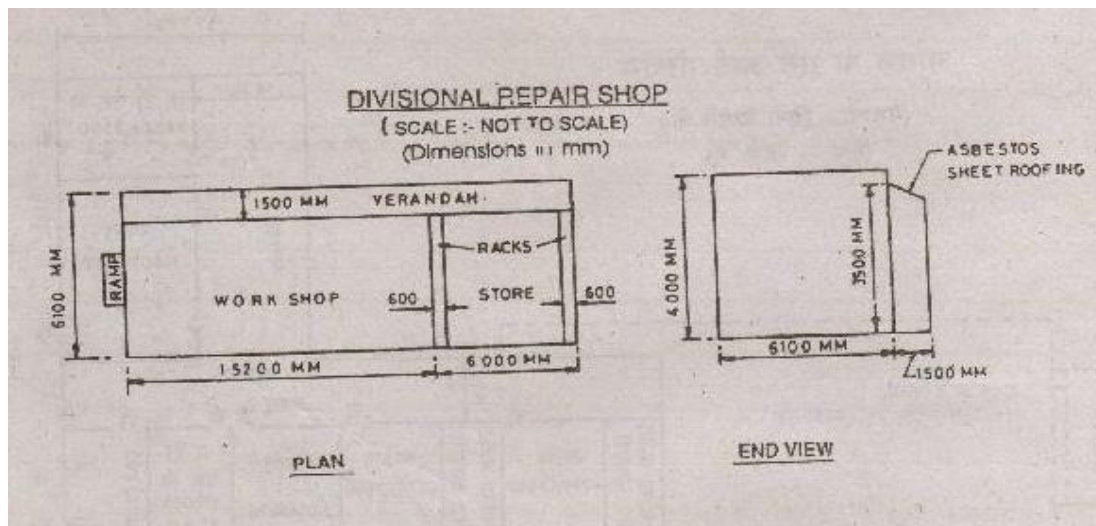 DIVISIONAL REPAIR SHOP
( SCALE :- NOT TO SCALE)
(Dimensions in mm)
1500 MM VERANDAH
6100 MM
RAMP
WORK SHOP
RACKS
600
STORE
600
15200 MM
6000 MM
PLAN
ASBESTOS
SHEET ROOFING
4000 MM
3500 MM
6100 MM
1500 MM
END VIEW